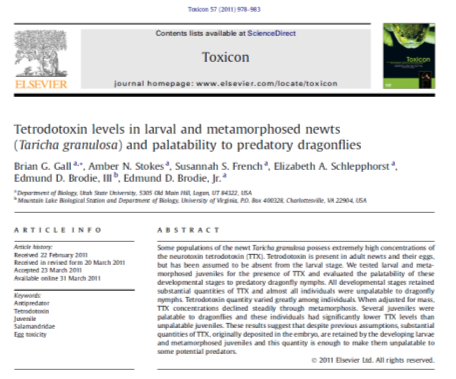 Toxicon 57 (2011) 978–983
Contents lists available at ScienceDirect
Toxicon
journal homepage: www.elsevier.com/locate/toxicon
ELSEVIER
Toxicon
Tetrodotoxin levels in larval and metamorphosed newts
(Taricha granulosa) and palatability to predatory dragonflies
Brian G. Gall a,*, Amber N. Stokes a, Susannah S. French a, Elizabeth A. Schlepphorst a,
Edmund D. Brodie, III b, Edmund D. Brodie, Jr. a
a Department of Biology, Utah State University, 5305 Old Main Hill, Logan, UT 84322, USA
b Mountain Lake Biological Station and Department of Biology, University of Virginia, P.O. Box 400328, Charlottesville, VA 22904, USA
ARTICLE INFO
Article history:
Received 22 February 2011
Received in revised form 20 March 2011
Accepted 23 March 2011
Available online 31 March 2011
Keywords:
Antipredator
Tetrodotoxin
Juvenile
Salamandridae
Egg toxicity
ABSTRACT
Some populations of the newt Taricha granulosa possess extremely high concentrations of
the neurotoxin tetrodotoxin (TTX). Tetrodotoxin is present in adult newts and their eggs,
but has been assumed to be absent from the larval stage. We tested larval and meta-
morphosed juveniles for the presence of TTX and evaluated the palatability of these
developmental stages to predatory dragonfly nymphs. All developmental stages retained
substantial quantities of TTX and almost all individuals were unpalatable to dragonfly
nymphs. Tetrodotoxin quantity varied greatly among individuals. When adjusted for mass,
TTX concentrations declined steadily through metamorphosis. Several juveniles were
palatable to dragonflies and these individuals had significantly lower TTX levels than
unpalatable juveniles. These results suggest that despite previous assumptions, substantial
quantities of TTX, originally deposited in the embryo, are retained by the developing larvae
and metamorphosed juveniles and this quantity is enough to make them unpalatable to
some potential predators.
© 2011 Elsevier Ltd. All rights reserved.